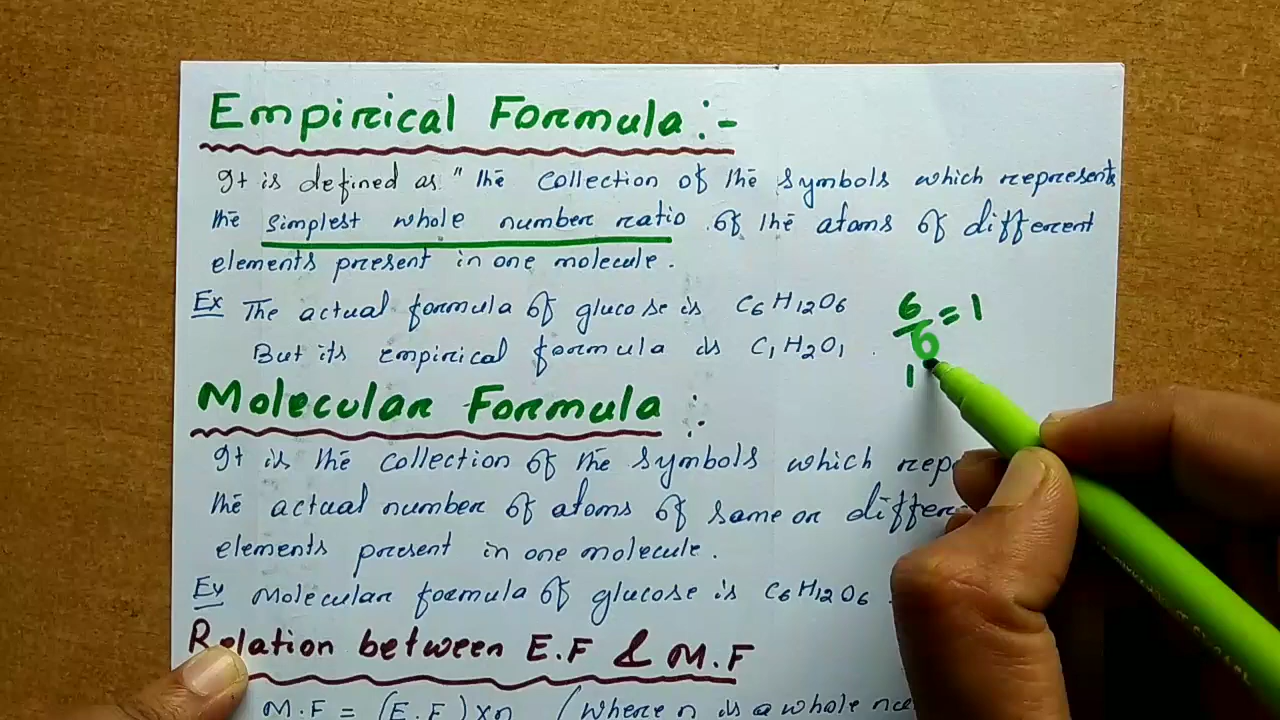 Empirical Formula :-
It is defined as "the collection of the symbols which represents
the simplest whole number ratio of the atoms of different
elements present in one molecule.
Ex The actual formula of glucose is C6H12O6
6/6 = 1
But its empirical formula is C1H2O1.
1
Molecular Formula :
It is the collection of the symbols which
the actual number of atoms of same or
elements present in one molecule.
Ex Molecular formula of glucose is C6H12O6
Relation between E.F & M.F
M.F = (E.F) x n (where n is a whole